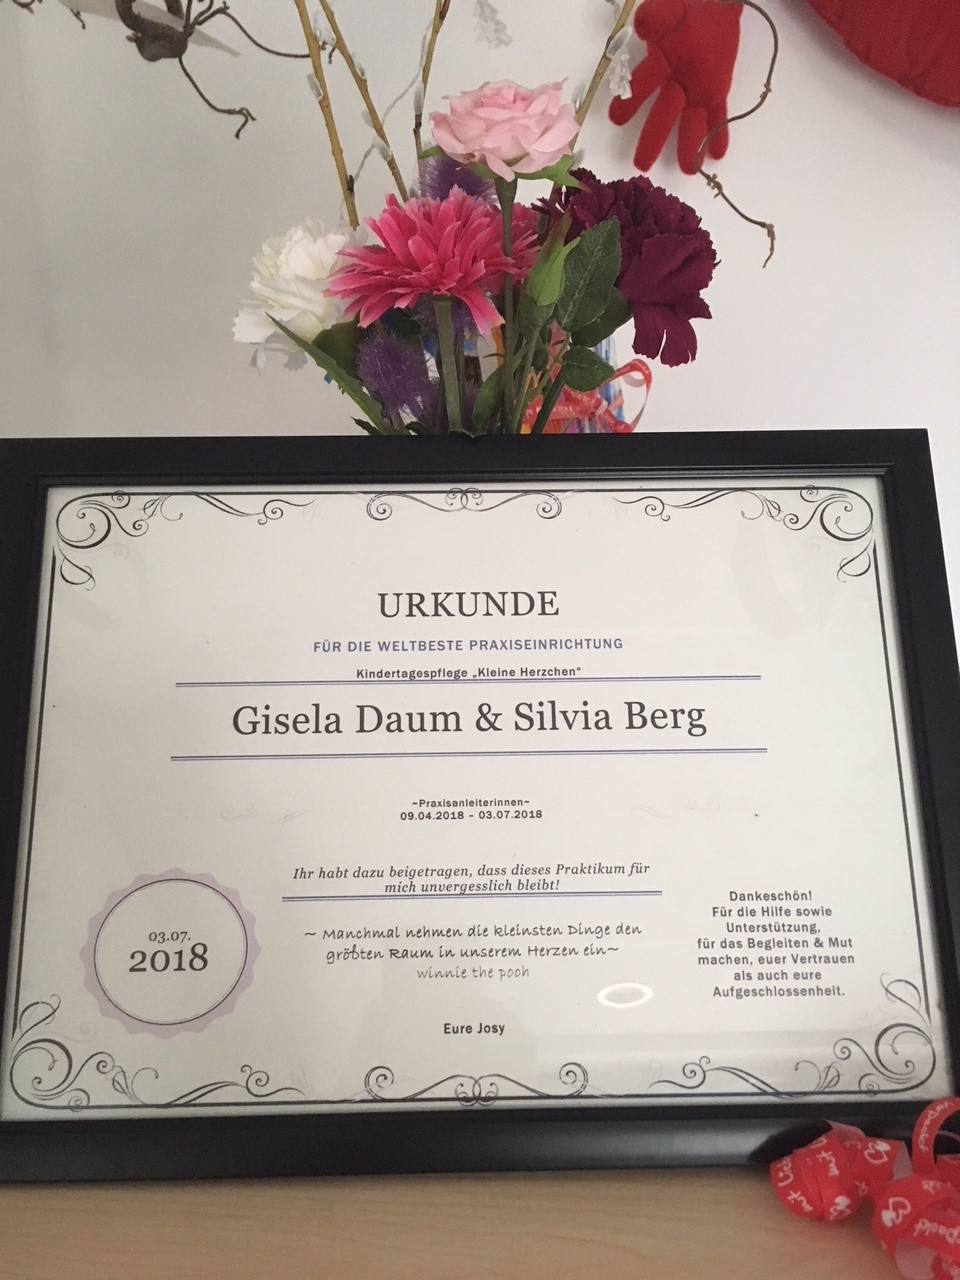 URKUNDE
FÜR DIE WELTBESTE PRAXISEINRICHTUNG
Kindertagespflege „Kleine Herzchen“
Gisela Daum & Silvia Berg
~Praxisanleiterinnen~
09.04.2018 - 03.07.2018
Ihr habt dazu beigetragen, dass dieses Praktikum für
mich unvergesslich bleibt!
~ Manchmal nehmen die kleinsten Dinge den
größten Raum in unserem Herzen ein~
winnie the pooh
Eure Josy
03.07.
2018
Dankeschön!
Für die Hilfe sowie
Unterstützung,
für das Begleiten & Mut
machen, euer Vertrauen
als auch eure
Aufgeschlossenheit.